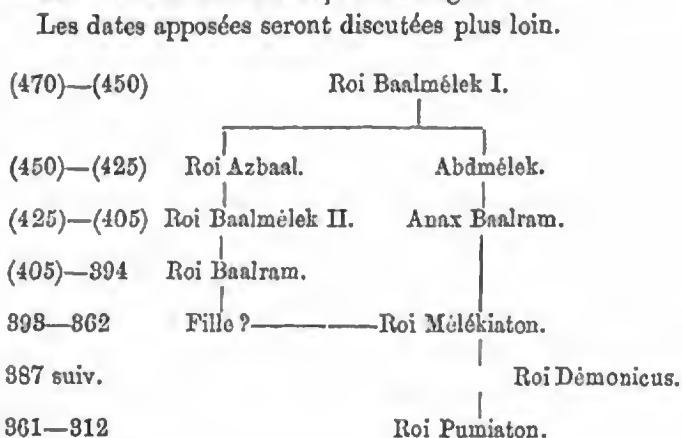 Les dates apposées seront discutées plus loin.
(470)—(450) Roi Baalmélek I.
(450)—(425) Roi Azbaal. Abdmélek.
(425)—(405) Roi Baalmélek II. Anax Baalram.
(405)—394 Roi Baalram.
393—362 Fille ?————Roi Mélékiaton.
387 suiv. Roi Démonicus.
361—312 Roi Pumiaton.